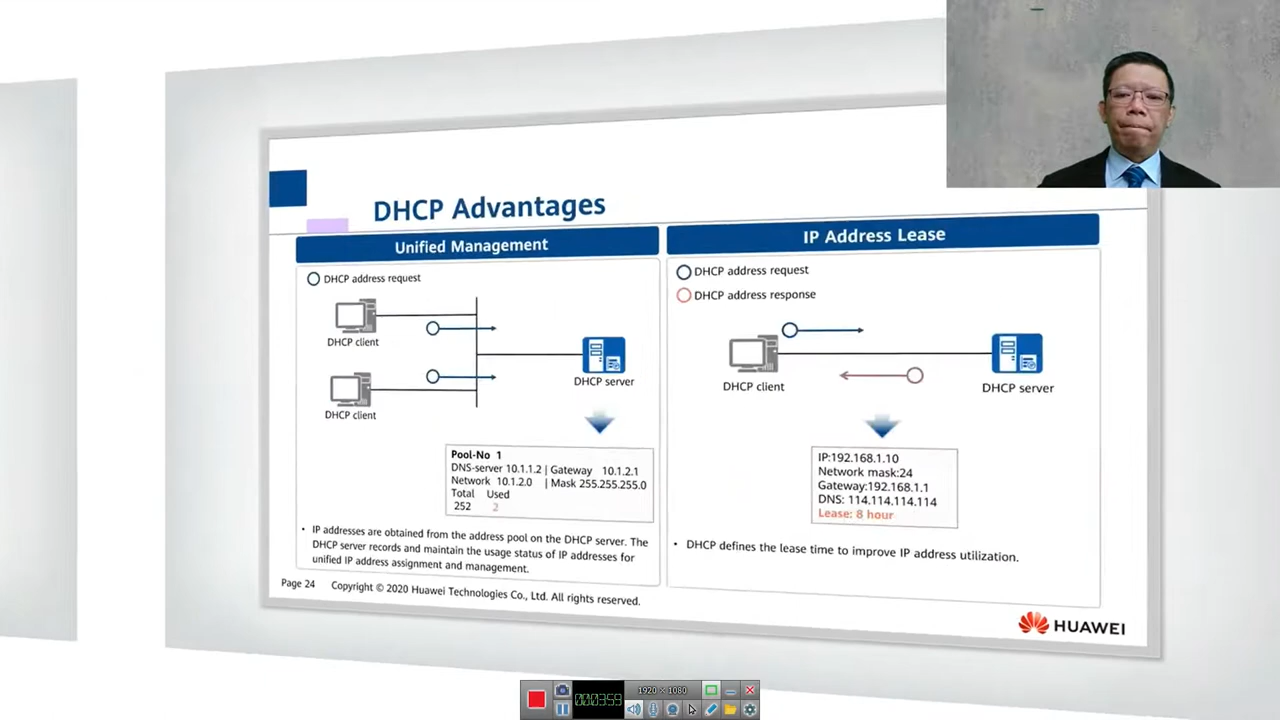 DHCP Advantages
Unified Management
DHCP address request
DHCP client
DHCP client
DHCP server
Pool-No 1
DNS-server 10.1.1.2 | Gateway 10.1.2.1
Network 10.1.2.0 | Mask 255.255.255.0
Total Used
252 2
• IP addresses are obtained from the address pool on the DHCP server. The
DHCP server records and maintain the usage status of IP addresses for
unified IP address assignment and management.
IP Address Lease
DHCP address request
DHCP address response
DHCP client
DHCP server
IP:192.168.1.10
Network mask:24
Gateway:192.168.1.1
DNS: 114.114.114.114
Lease: 8 hour
• DHCP defines the lease time to improve IP address utilization.
Page 24 Copyright © 2020 Huawei Technologies Co., Ltd. All rights reserved.
HUAWEI
000:03:59
1920 × 1080